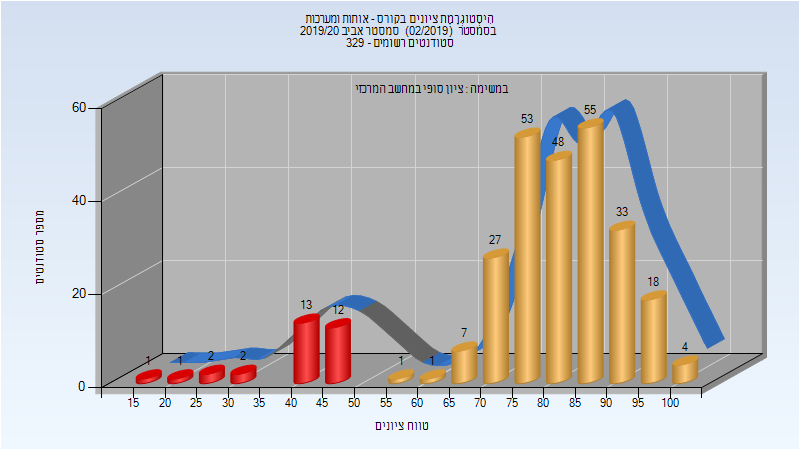 היסטוגרמת ציונים בקורס - אותות ומערכות
בסמסטר (02/2019) סמסטר אביב 2019/20
סטודנטים רשומים - 329
במשימה : ציון סופי במחשב המרכזי
מספר סטודנטים
60
40
20
0
1 1 2 2 13 12 1 1 7 27 53 48 55 33 18 4
15 20 25 30 35 40 45 50 55 60 65 70 75 80 85 90 95 100
טווח ציונים